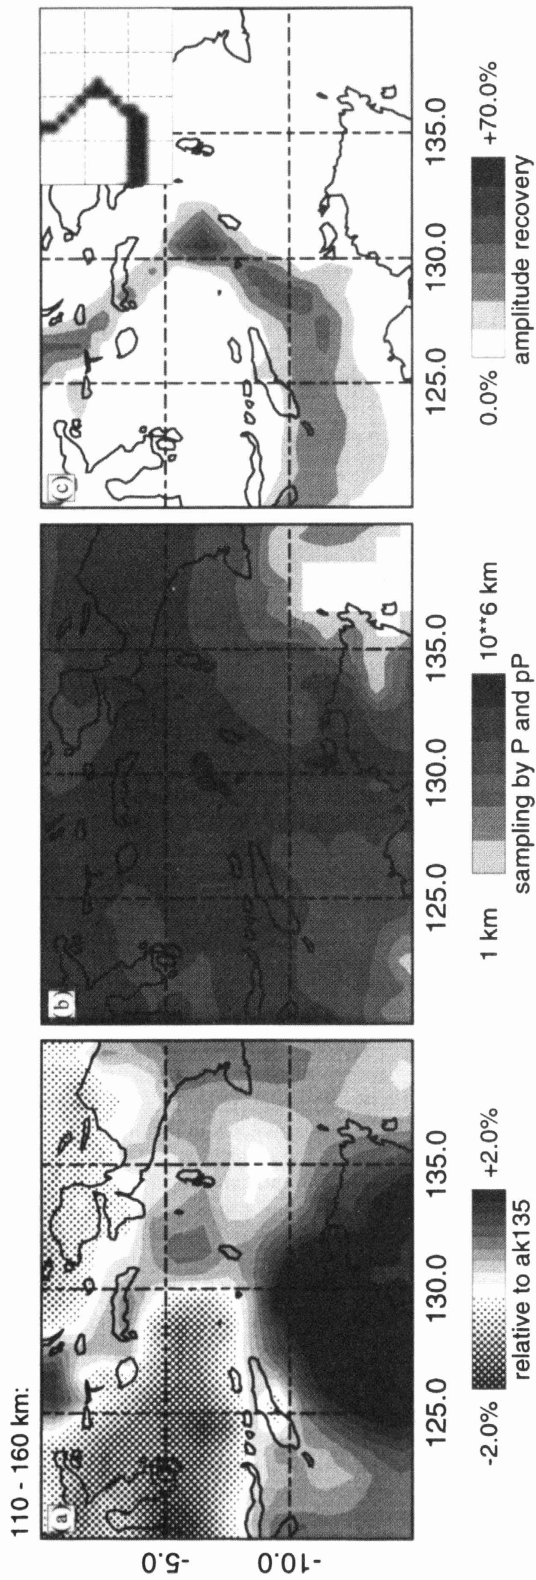 110 - 160 km:
(a)
-5.0
-10.0
125.0 130.0 135.0
-2.0% +2.0%
relative to ak135
(b)
125.0 130.0 135.0
1 km 10**6 km
sampling by P and pP
(c)
125.0 130.0 135.0
0.0% +70.0%
amplitude recovery